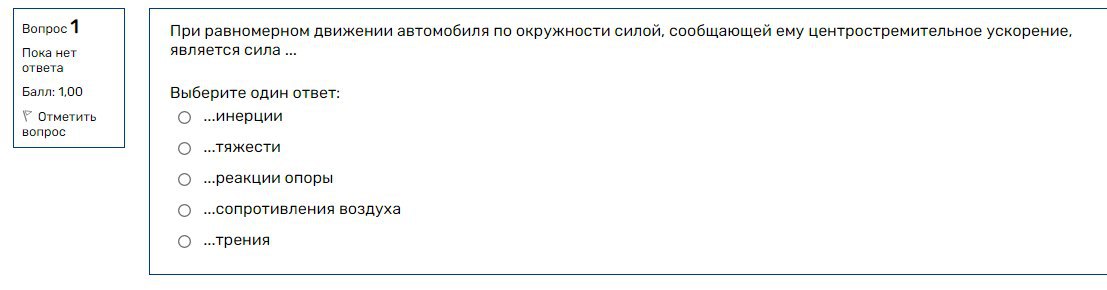 Вопрос 1
Пока нет
ответа
Балл: 1,00
Отметить
вопрос
При равномерном движении автомобиля по окружности силой, сообщающей ему центростремительное ускорение,
является сила ...
Выберите один ответ:
...инерции
...тяжести
...реакции опоры
...сопротивления воздуха
...трения